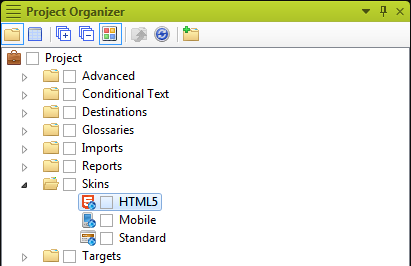 Project Organizer
Project
Advanced
Conditional Text
Destinations
Glossaries
Imports
Reports
Skins
HTML5
Mobile
Standard
Targets